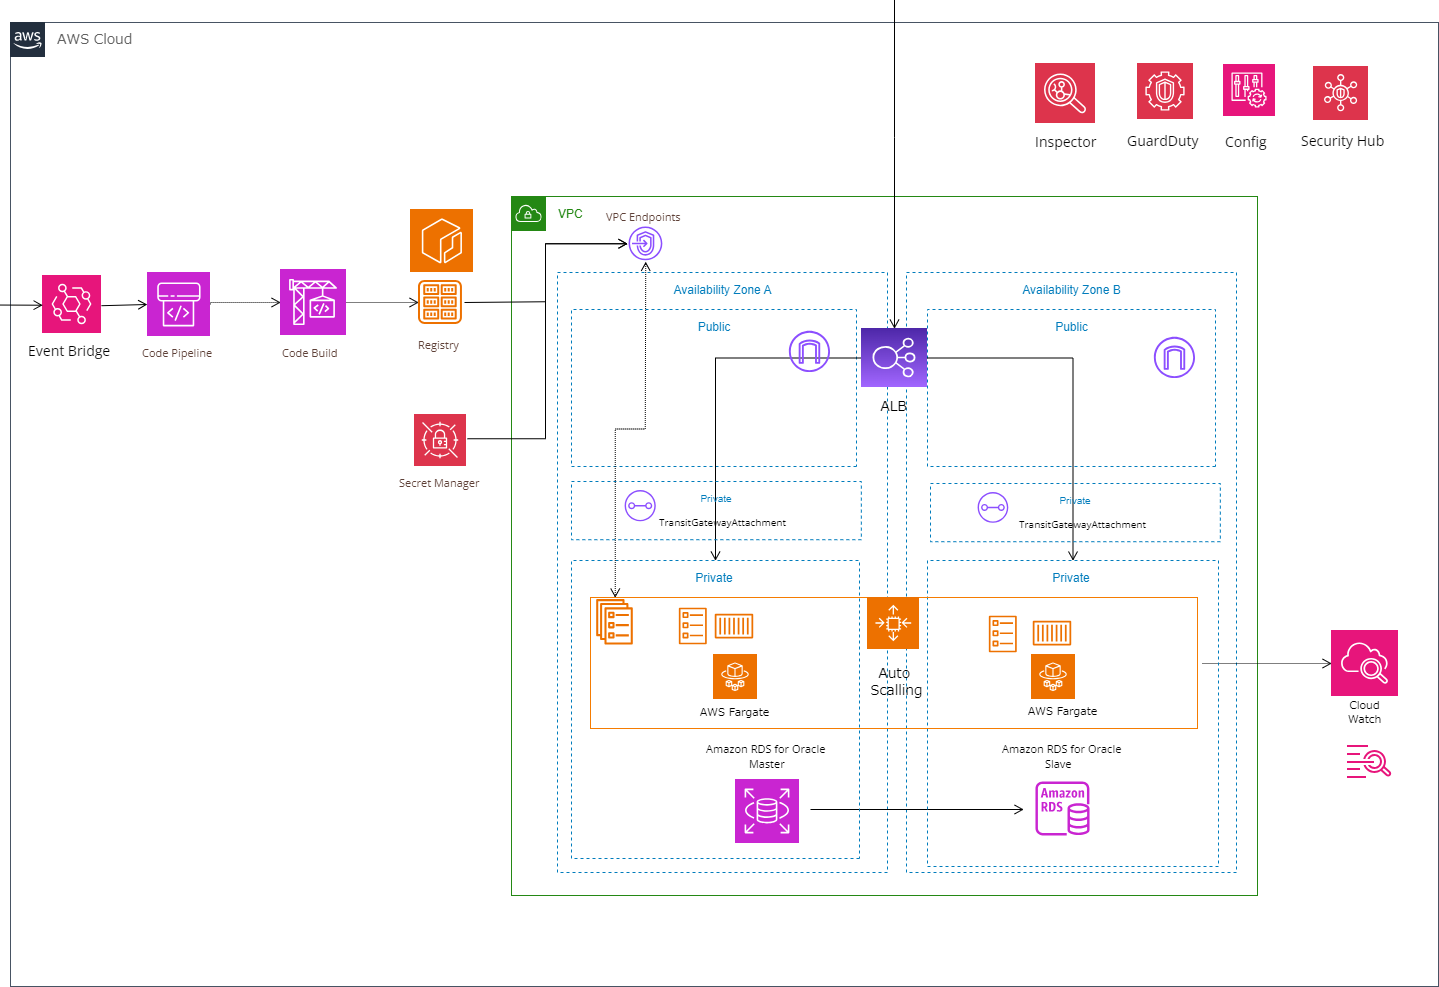 aws
AWS Cloud
Inspector
GuardDuty
Config
Security Hub
VPC
VPC Endpoints
Availability Zone A
Availability Zone B
Public
Public
Event Bridge
Code Pipeline
Code Build
Registry
ALB
Secret Manager
Private
TransitGatewayAttachment
Private
TransitGatewayAttachment
Private
Private
Auto
Scalling
AWS Fargate
AWS Fargate
Cloud
Watch
Amazon RDS for Oracle
Master
Amazon RDS for Oracle
Slave
Amazon
RDS